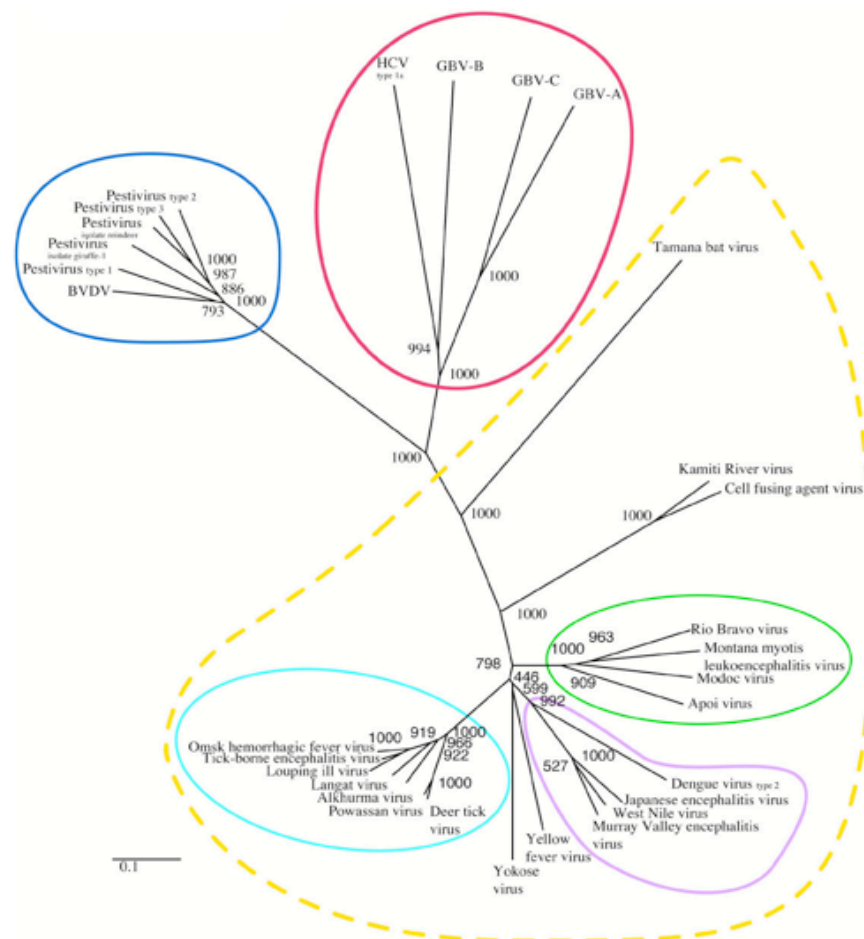 HCV
type 1a
GBV-B
GBV-C
GBV-A
Pestivirus type 2
Pestivirus type 3
Pestivirus
isolate reindeer
Pestivirus
isolate giraffe-1
Pestivirus type 1
BVDV
1000
987
886
1000
793
994
1000
1000
1000
Tamana bat virus
1000
Kamiti River virus
Cell fusing agent virus
1000
1000
798
1000
963
909
Rio Bravo virus
Montana myotis
leukoencephalitis virus
Modoc virus
Apoi virus
446
599
992
1000
919
1000
966
922
1000
Omsk hemorrhagic fever virus
Tick-borne encephalitis virus
Louping ill virus
Langat virus
Alkhurma virus
Powassan virus
Deer tick
virus
527
1000
Dengue virus type 2
Japanese encephalitis virus
West Nile virus
Murray Valley encephalitis
virus
Yellow
fever virus
Yokose
virus
0.1